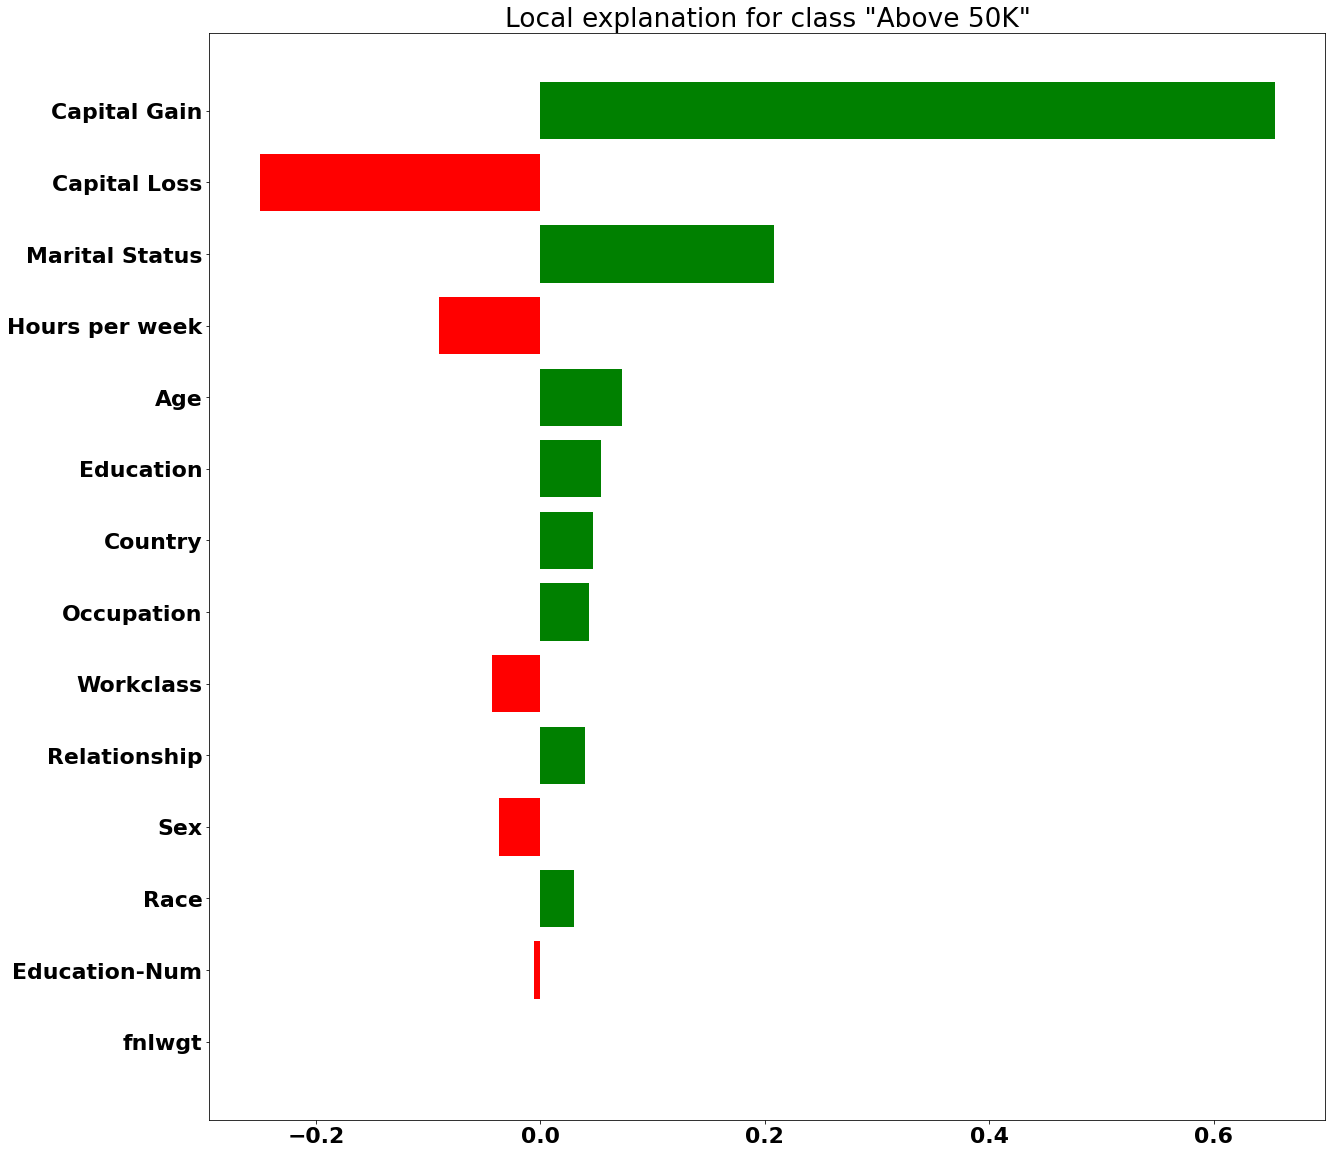 Local explanation for class "Above 50K"
Capital Gain
Capital Loss
Marital Status
Hours per week
Age
Education
Country
Occupation
Workclass
Relationship
Sex
Race
Education-Num
fnlwgt
−0.2 0.0 0.2 0.4 0.6